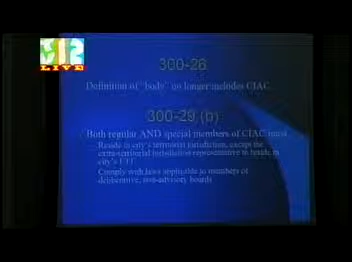 LIVE
300-26
Definition of "body" no longer includes CIAC
300-29 (b)
Both regular AND special members of CIAC must
Reside in city's territorial jurisdiction, except the
extra-territorial jurisdiction representative to reside in
city's ETJ
Comply with laws applicable to members of
deliberative, non-advisory boards